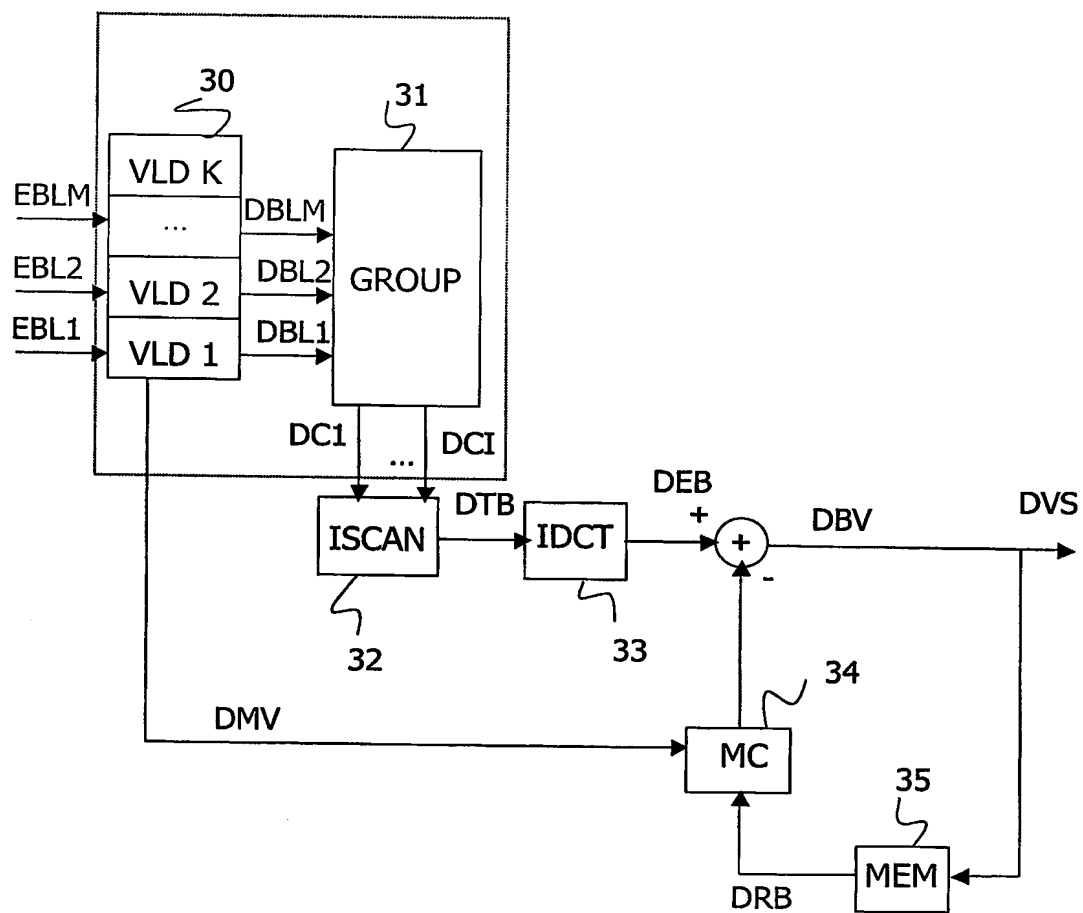 30
31
VLD K
EBLM
DBLM
...
EBL2
DBL2
GROUP
VLD 2
EBL1
DBL1
VLD 1
DC1
...
DCI
DTB
DEB
+
DBV
DVS
ISCAN
IDCT
+
-
32
33
34
DMV
MC
35
MEM
DRB